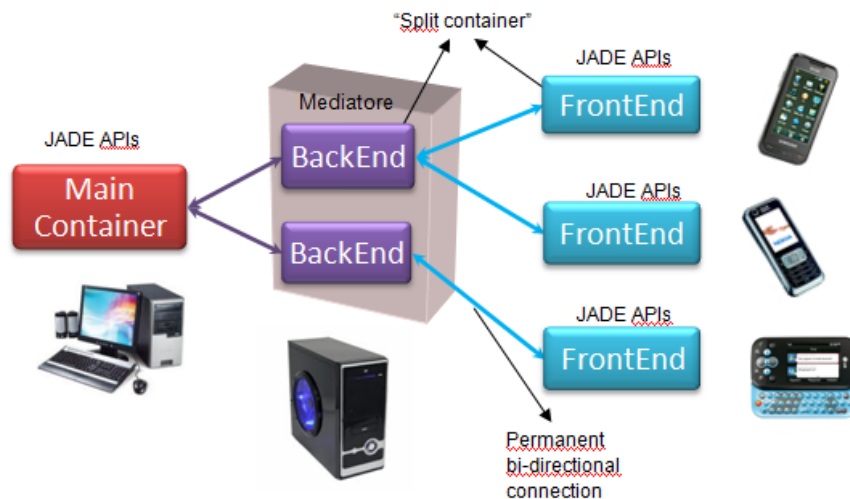 “Split container”
JADE APIs
FrontEnd
Mediatore
BackEnd
JADE APIs
Main
Container
JADE APIs
FrontEnd
BackEnd
JADE APIs
FrontEnd
Permanent
bi-directional
connection